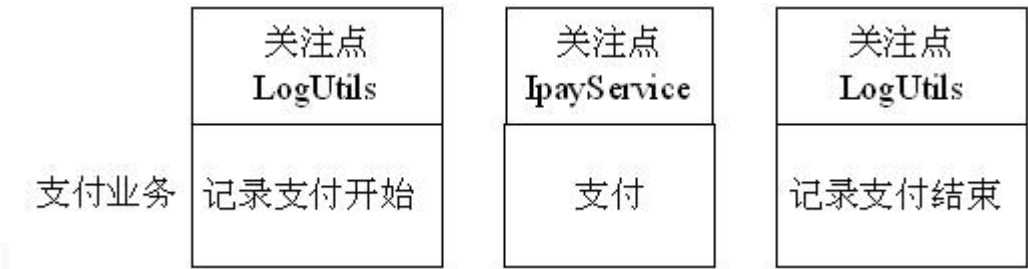 关注点
LogUtils
关注点
IpayService
关注点
LogUtils
支付业务
记录支付开始
支付
记录支付结束